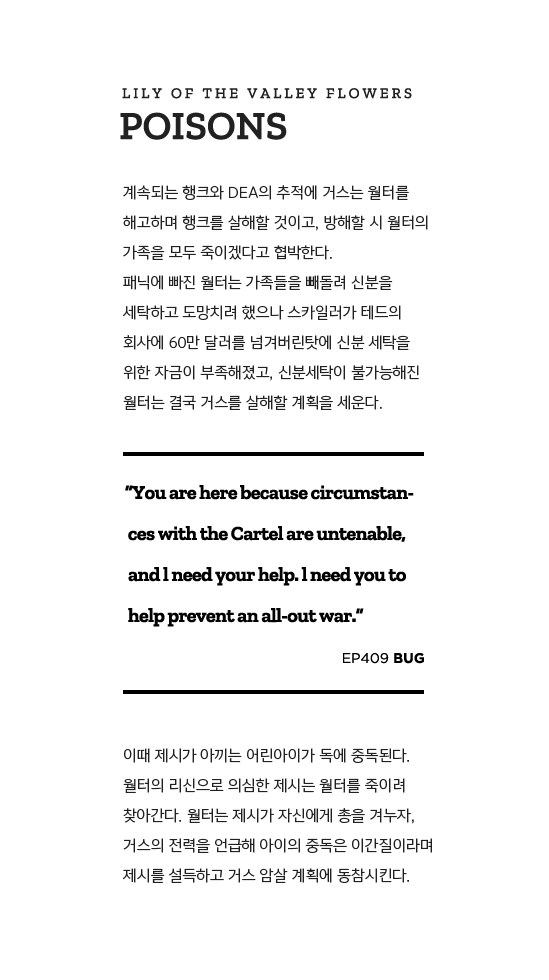 LILY OF THE VALLEY FLOWERS
POISONS
계속되는 행크와 DEA의 추적에 거스는 월터를
해고하며 행크를 살해할 것이고, 방해할 시 월터의
가족을 모두 죽이겠다고 협박한다.
패닉에 빠진 월터는 가족들을 빼돌려 신분을
세탁하고 도망치려 했으나 스카일러가 테드의
회사에 60만 달러를 넘겨버린탓에 신분 세탁을
위한 자금이 부족해졌고, 신분세탁이 불가능해진
월터는 결국 거스를 살해할 계획을 세운다.
"You are here because circumstan-
ces with the Cartel are untenable,
and l need your help. l need you to
help prevent an all-out war."
EP409 BUG
이때 제시가 아끼는 어린아이가 독에 중독된다.
월터의 리신으로 의심한 제시는 월터를 죽이려
찾아간다. 월터는 제시가 자신에게 총을 겨누자,
거스의 전력을 언급해 아이의 중독은 이간질이라며
제시를 설득하고 거스 암살 계획에 동참시킨다.